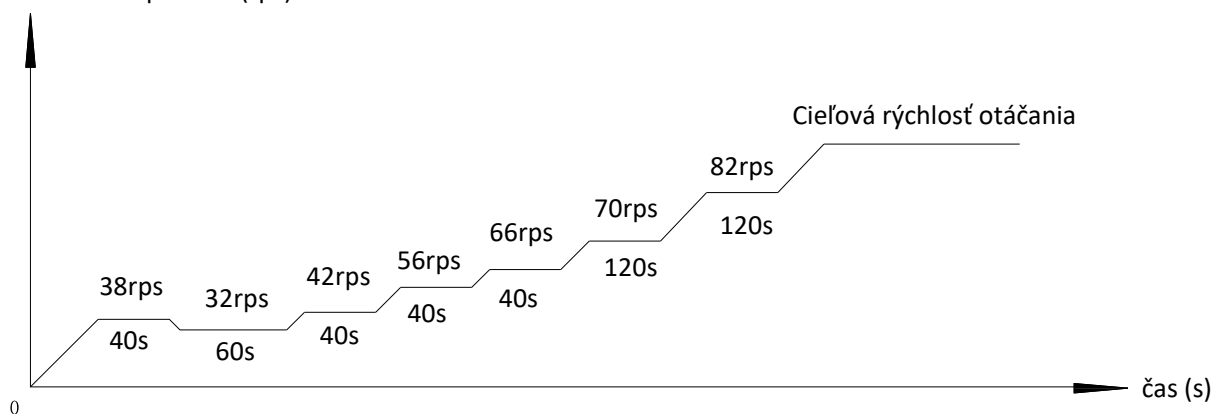 Cieľová rýchlosť otáčania
82rps
120s
70rps
120s
66rps
40s
56rps
40s
42rps
40s
32rps
60s
38rps
40s
čas (s)
0